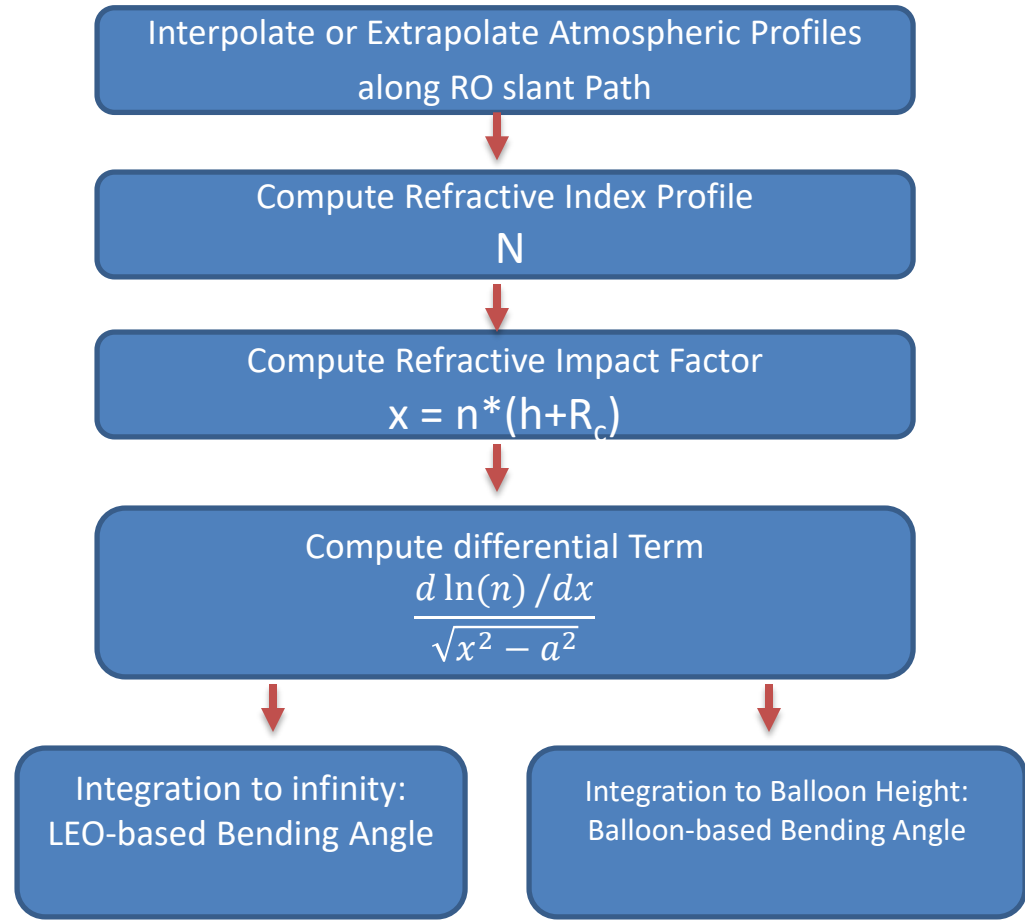 Interpolate or Extrapolate Atmospheric Profiles
along RO slant Path
Compute Refractive Index Profile
N
Compute Refractive Impact Factor
x = n*(h+R_c)
Compute differential Term
d ln(n) /dx
√(x² − a²)
Integration to infinity:
LEO-based Bending Angle
Integration to Balloon Height:
Balloon-based Bending Angle